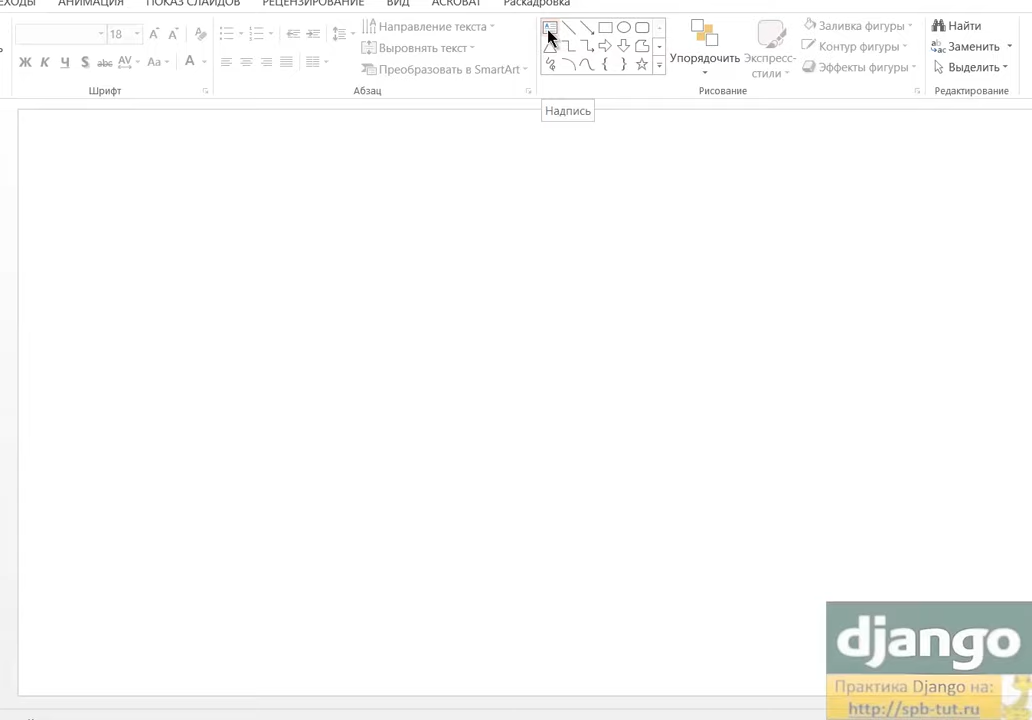 ЕХОДЫ АНИМАЦИЯ ПОКАЗ СЛАЙДОВ РЕЦЕНЗИРОВАНИЕ ВИД ACROBAT Раскадровка
18
Направление текста
Выровнять текст
Преобразовать в SmartArt
Ж К Ч S abc AV Aa A
Упорядочить
Экспресс-
стили
Заливка фигуры
Контур фигуры
Эффекты фигуры
Найти
Заменить
Выделить
Шрифт
Абзац
Рисование
Редактирование
Надпись
django
Практика Django на:
http://spb-tut.ru